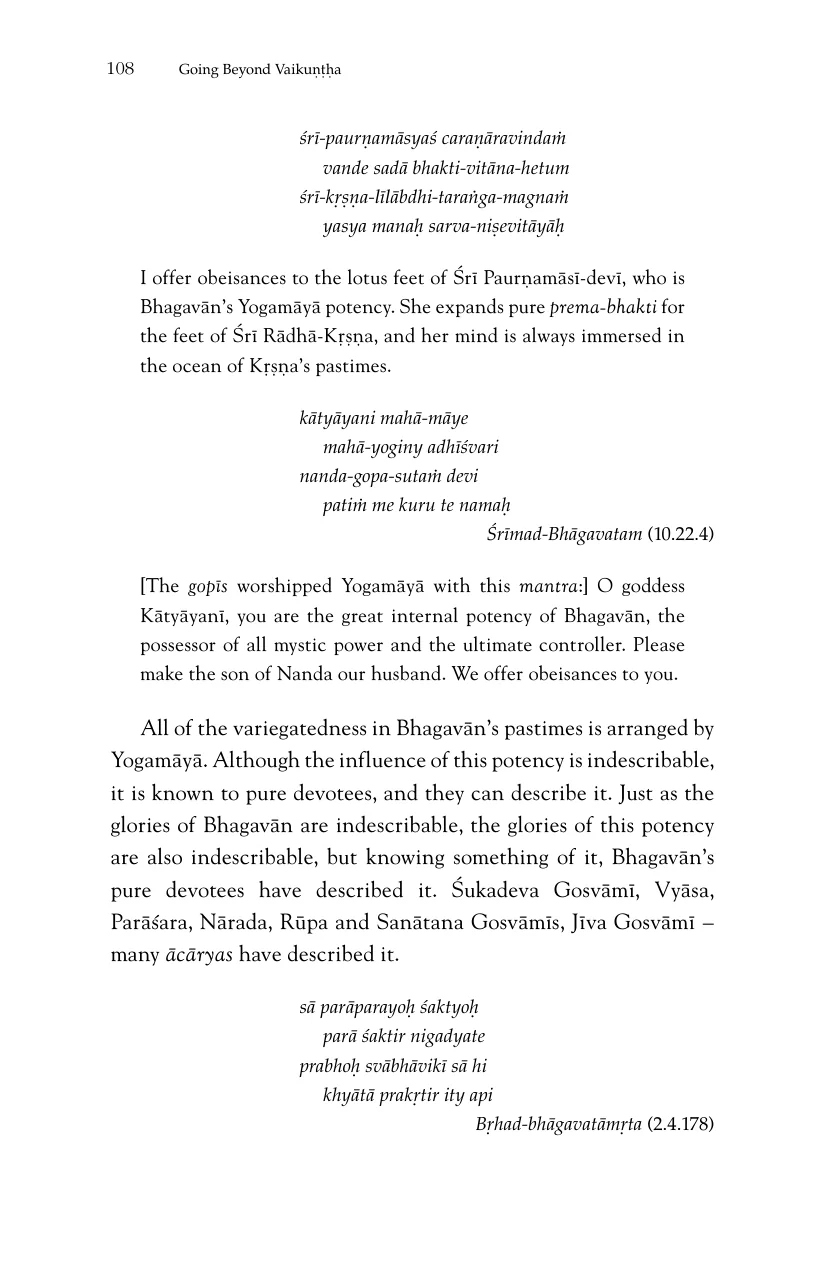 108 Going Beyond Vaikuṇṭha
śrī-paurṇamāsyaś caraṇāravindaṁ
vande sadā bhakti-vitāna-hetum
śrī-kṛṣṇa-līlābdhi-taraṅga-magnaṁ
yasya manaḥ sarva-niṣevitāyāḥ
I offer obeisances to the lotus feet of Śrī Paurṇamāsī-devī, who is
Bhagavān’s Yogamāyā potency. She expands pure prema-bhakti for
the feet of Śrī Rādhā-Kṛṣṇa, and her mind is always immersed in
the ocean of Kṛṣṇa’s pastimes.
kātyāyani mahā-māye
mahā-yoginy adhīśvari
nanda-gopa-sutaṁ devi
patiṁ me kuru te namaḥ
Śrīmad-Bhāgavatam (10.22.4)
[The gopīs worshipped Yogamāyā with this mantra:] O goddess
Kātyāyanī, you are the great internal potency of Bhagavān, the
possessor of all mystic power and the ultimate controller. Please
make the son of Nanda our husband. We offer obeisances to you.
All of the variegatedness in Bhagavān’s pastimes is arranged by
Yogamāyā. Although the influence of this potency is indescribable,
it is known to pure devotees, and they can describe it. Just as the
glories of Bhagavān are indescribable, the glories of this potency
are also indescribable, but knowing something of it, Bhagavān’s
pure devotees have described it. Śukadeva Gosvāmī, Vyāsa,
Parāśara, Nārada, Rūpa and Sanātana Gosvāmīs, Jīva Gosvāmī –
many ācāryas have described it.
sā parāparayoḥ śaktyoḥ
parā śaktir nigadyate
prabhoḥ svābhāvikī sā hi
khyātā prakṛtir ity api
Bṛhad-bhāgavatāmṛta (2.4.178)